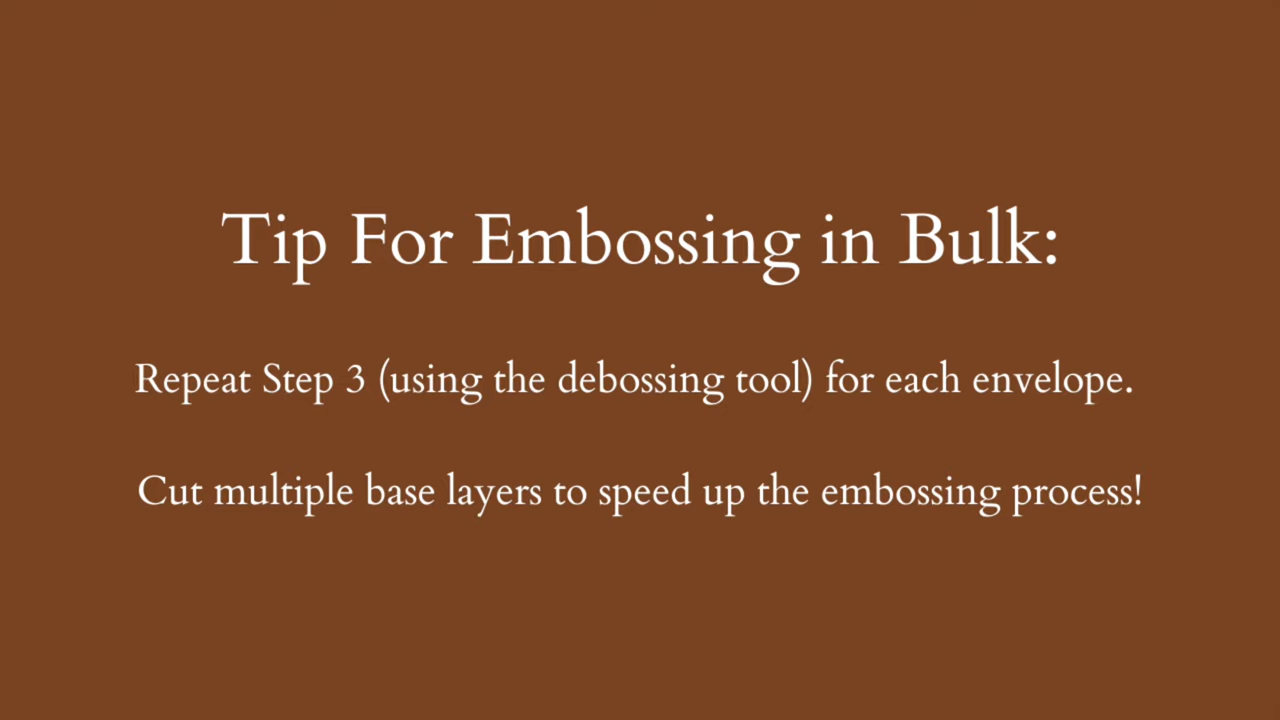 Tip For Embossing in Bulk:
Repeat Step 3 (using the debossing tool) for each envelope.
Cut multiple base layers to speed up the embossing process!